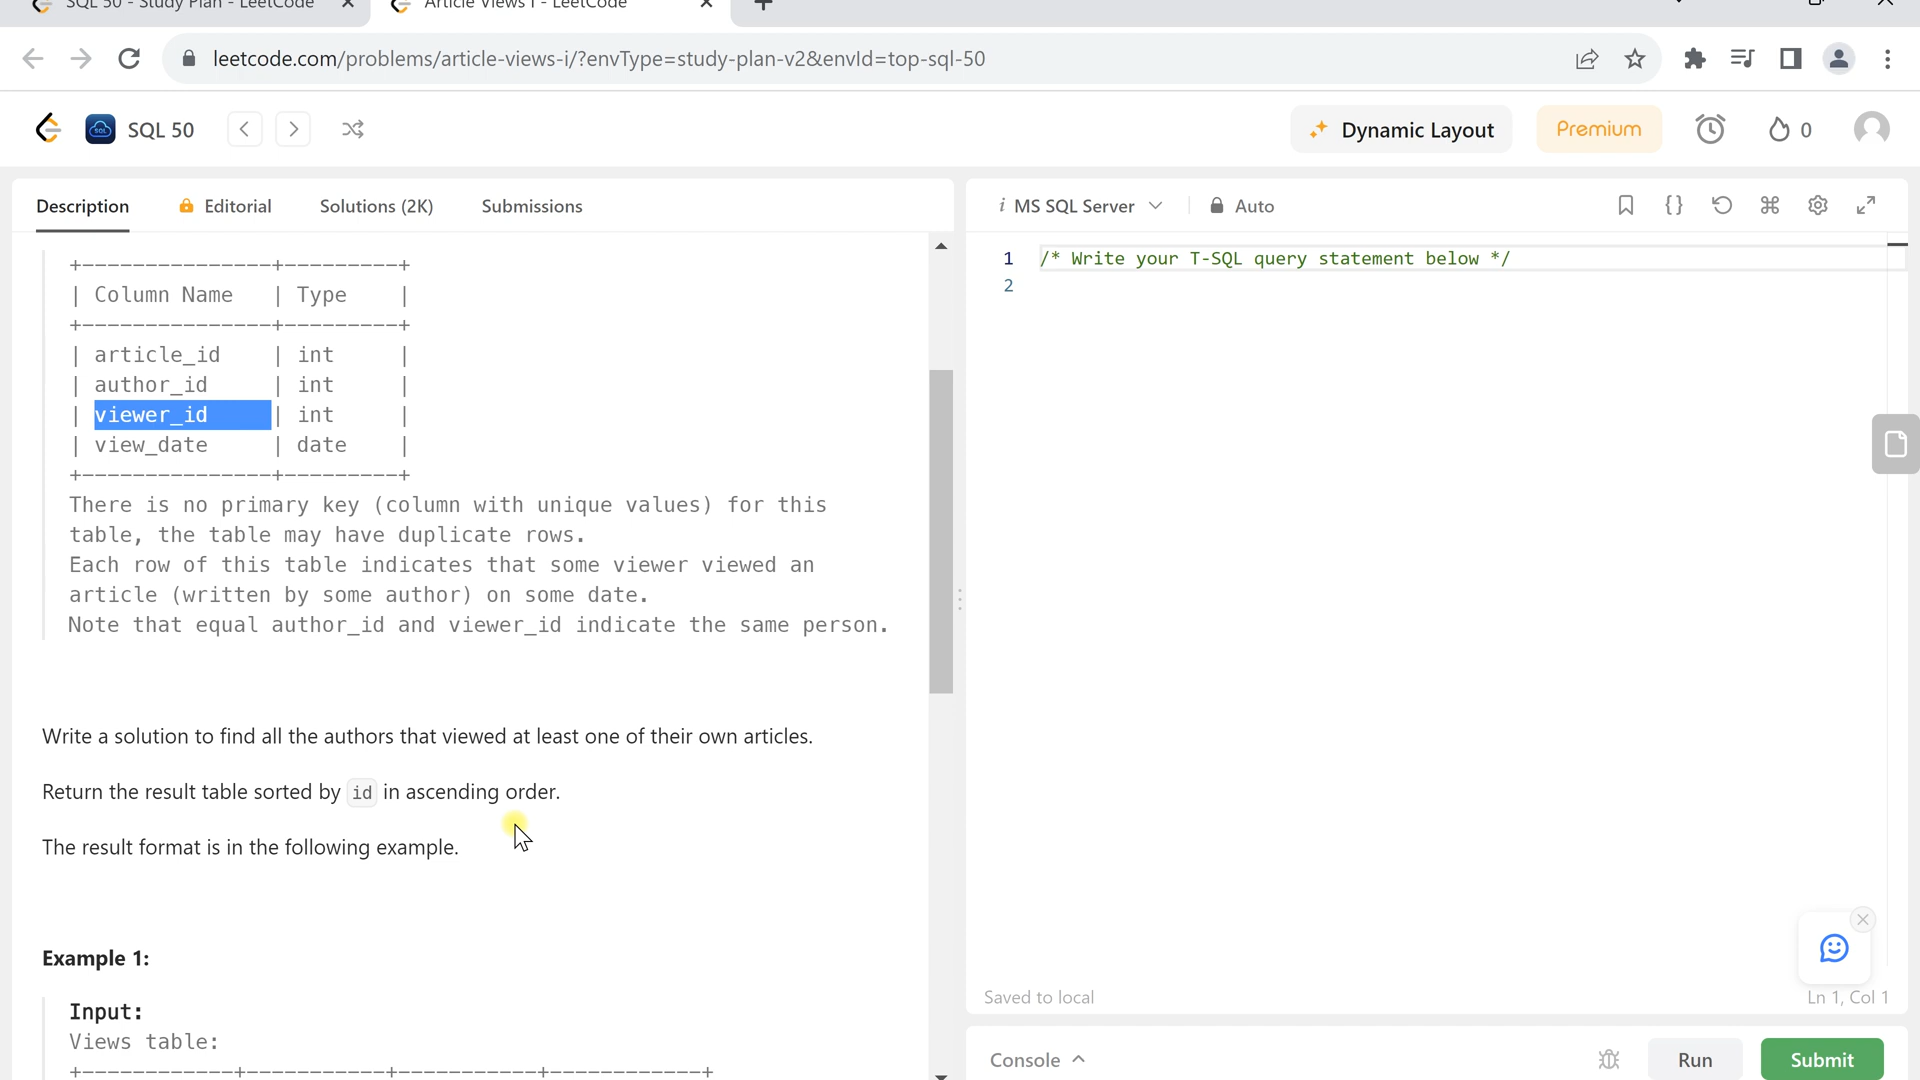 SQL 50 - Study Plan - LeetCode
Article Views I - LeetCode
leetcode.com/problems/article-views-i/?envType=study-plan-v2&envId=top-sql-50
SQL 50
Dynamic Layout
Premium
0
Description
Editorial
Solutions (2K)
Submissions
+---------------+---------+
| Column Name   | Type    |
+---------------+---------+
| article_id    | int     |
| author_id     | int     |
| viewer_id     | int     |
| view_date     | date    |
+---------------+---------+
There is no primary key (column with unique values) for this
table, the table may have duplicate rows.
Each row of this table indicates that some viewer viewed an
article (written by some author) on some date.
Note that equal author_id and viewer_id indicate the same person.
Write a solution to find all the authors that viewed at least one of their own articles.
Return the result table sorted by id in ascending order.
The result format is in the following example.
Example 1:
Input:
Views table:
+------------+-----------+-----------+------------+
i MS SQL Server
Auto
1 /* Write your T-SQL query statement below */
2
Saved to local
Ln 1, Col 1
Console
Run
Submit